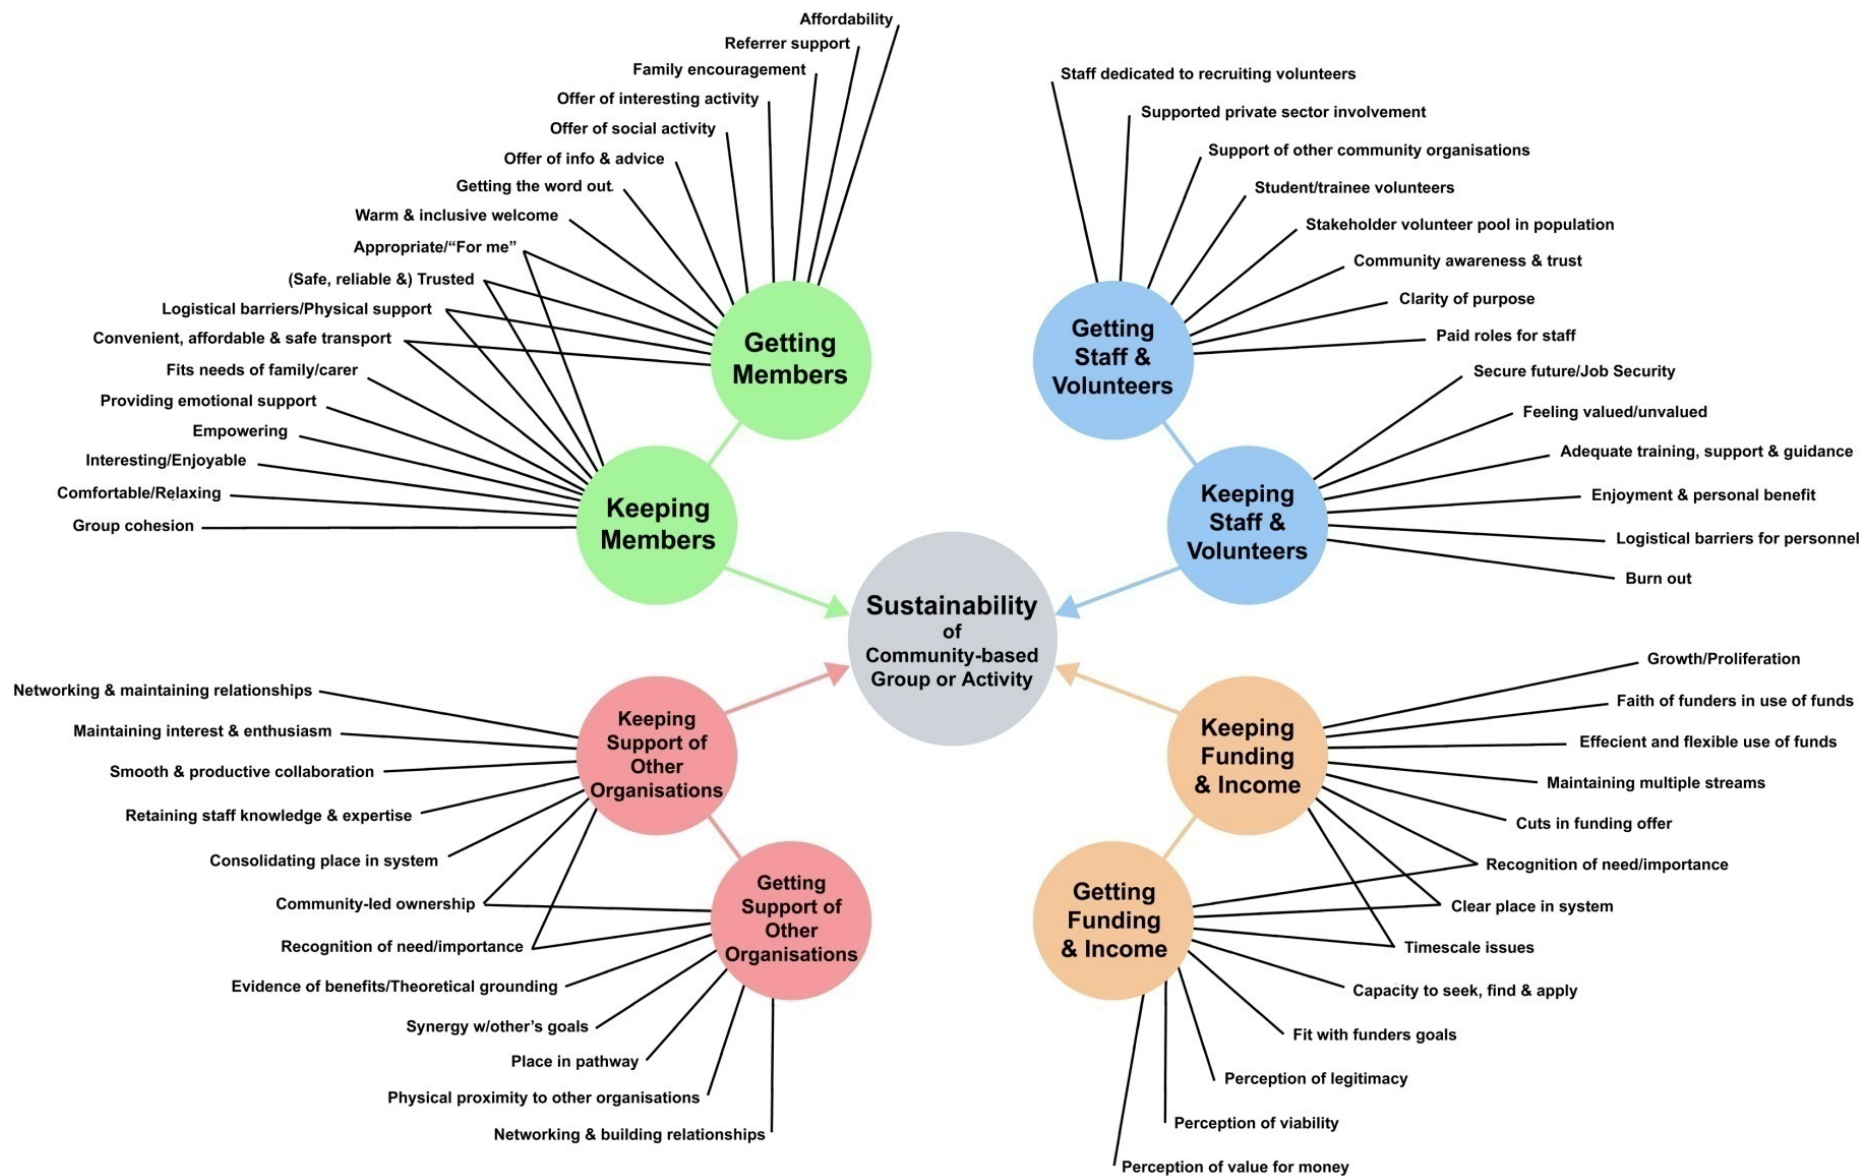 Affordability
Referrer support
Family encouragement
Offer of interesting activity
Offer of social activity
Offer of info & advice
Getting the word out.
Warm & inclusive welcome
Appropriate/“For me”
(Safe, reliable &) Trusted
Logistical barriers/Physical support
Convenient, affordable & safe transport
Fits needs of family/carer
Providing emotional support
Empowering
Interesting/Enjoyable
Comfortable/Relaxing
Group cohesion
Getting
Members
Keeping
Members
Staff dedicated to recruiting volunteers
Supported private sector involvement
Support of other community organisations
Student/trainee volunteers
Stakeholder volunteer pool in population
Community awareness & trust
Clarity of purpose
Paid roles for staff
Secure future/Job Security
Feeling valued/unvalued
Adequate training, support & guidance
Enjoyment & personal benefit
Logistical barriers for personnel
Burn out
Getting
Staff &
Volunteers
Keeping
Staff &
Volunteers
Sustainability
of
Community-based
Group or Activity
Networking & maintaining relationships
Maintaining interest & enthusiasm
Smooth & productive collaboration
Retaining staff knowledge & expertise
Consolidating place in system
Community-led ownership
Recognition of need/importance
Evidence of benefits/Theoretical grounding
Synergy w/other’s goals
Place in pathway
Physical proximity to other organisations
Networking & building relationships
Keeping
Support of
Other
Organisations
Getting
Support of
Other
Organisations
Growth/Proliferation
Faith of funders in use of funds
Effecient and flexible use of funds
Maintaining multiple streams
Cuts in funding offer
Recognition of need/importance
Clear place in system
Timescale issues
Capacity to seek, find & apply
Fit with funders goals
Perception of legitimacy
Perception of viability
Perception of value for money
Keeping
Funding
& Income
Getting
Funding
& Income